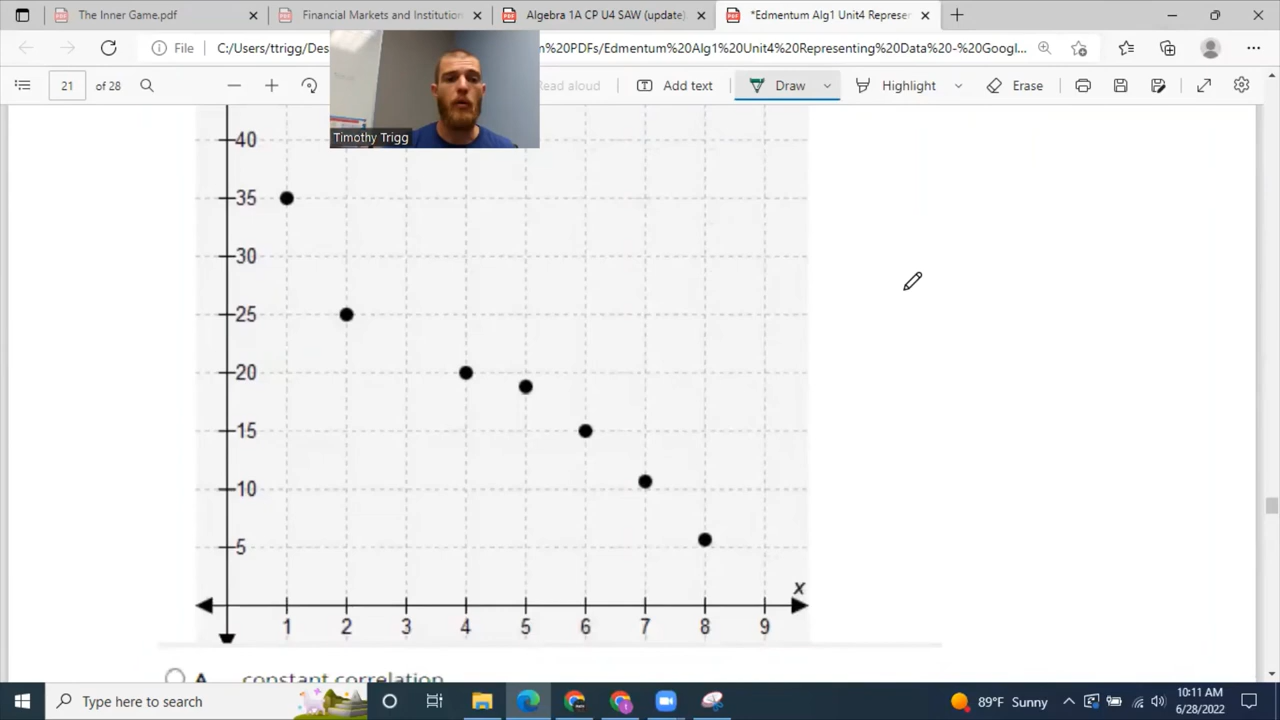 The Inner Game.pdf
Financial Markets and Institution
Algebra 1A CP U4 SAW (update)
*Edmentum Alg1 Unit4 Represer
File
C:/Users/ttrigg/Des
m%20PDFs/Edmentum%20Alg1%20Unit4%20Representing%20Data%20-%20Googl...
21 of 28
Read aloud
Add text
Draw
Highlight
Erase
Timothy Trigg
40
35
30
25
20
15
10
5
x
1 2 3 4 5 6 7 8 9
A. constant correlation
Type here to search
89°F Sunny
10:11 AM
6/28/2022